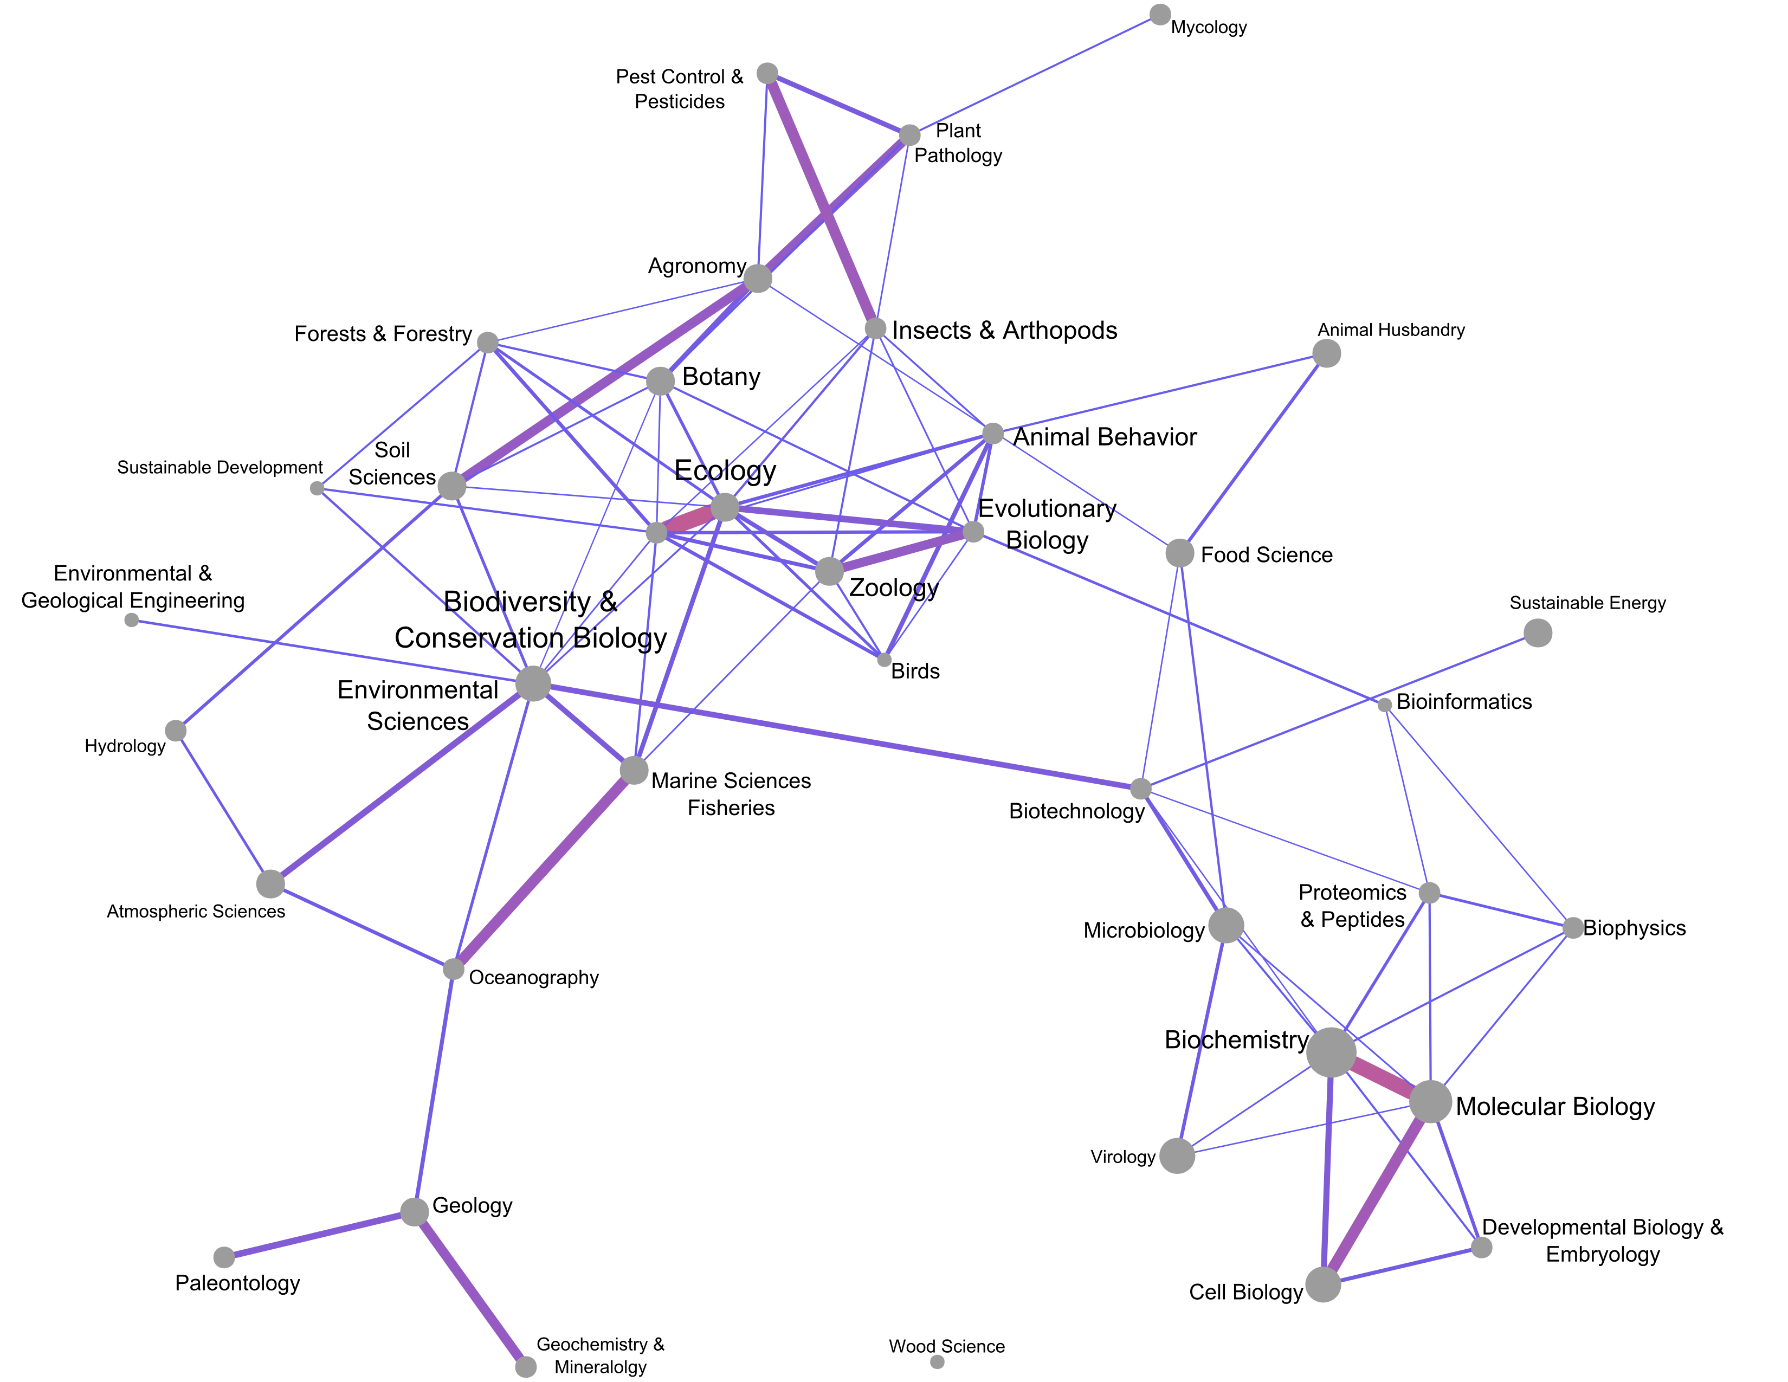 Mycology
Pest Control &
Pesticides
Plant
Pathology
Agronomy
Forests & Forestry
Insects & Arthopods
Animal Husbandry
Botany
Animal Behavior
Soil
Sciences
Sustainable Development
Ecology
Evolutionary
Biology
Food Science
Environmental &
Geological Engineering
Zoology
Biodiversity &
Conservation Biology
Sustainable Energy
Birds
Environmental
Sciences
Bioinformatics
Hydrology
Marine Sciences
Fisheries
Biotechnology
Proteomics
& Peptides
Atmospheric Sciences
Microbiology
Biophysics
Oceanography
Biochemistry
Molecular Biology
Virology
Geology
Developmental Biology &
Embryology
Paleontology
Cell Biology
Geochemistry &
Mineralolgy
Wood Science